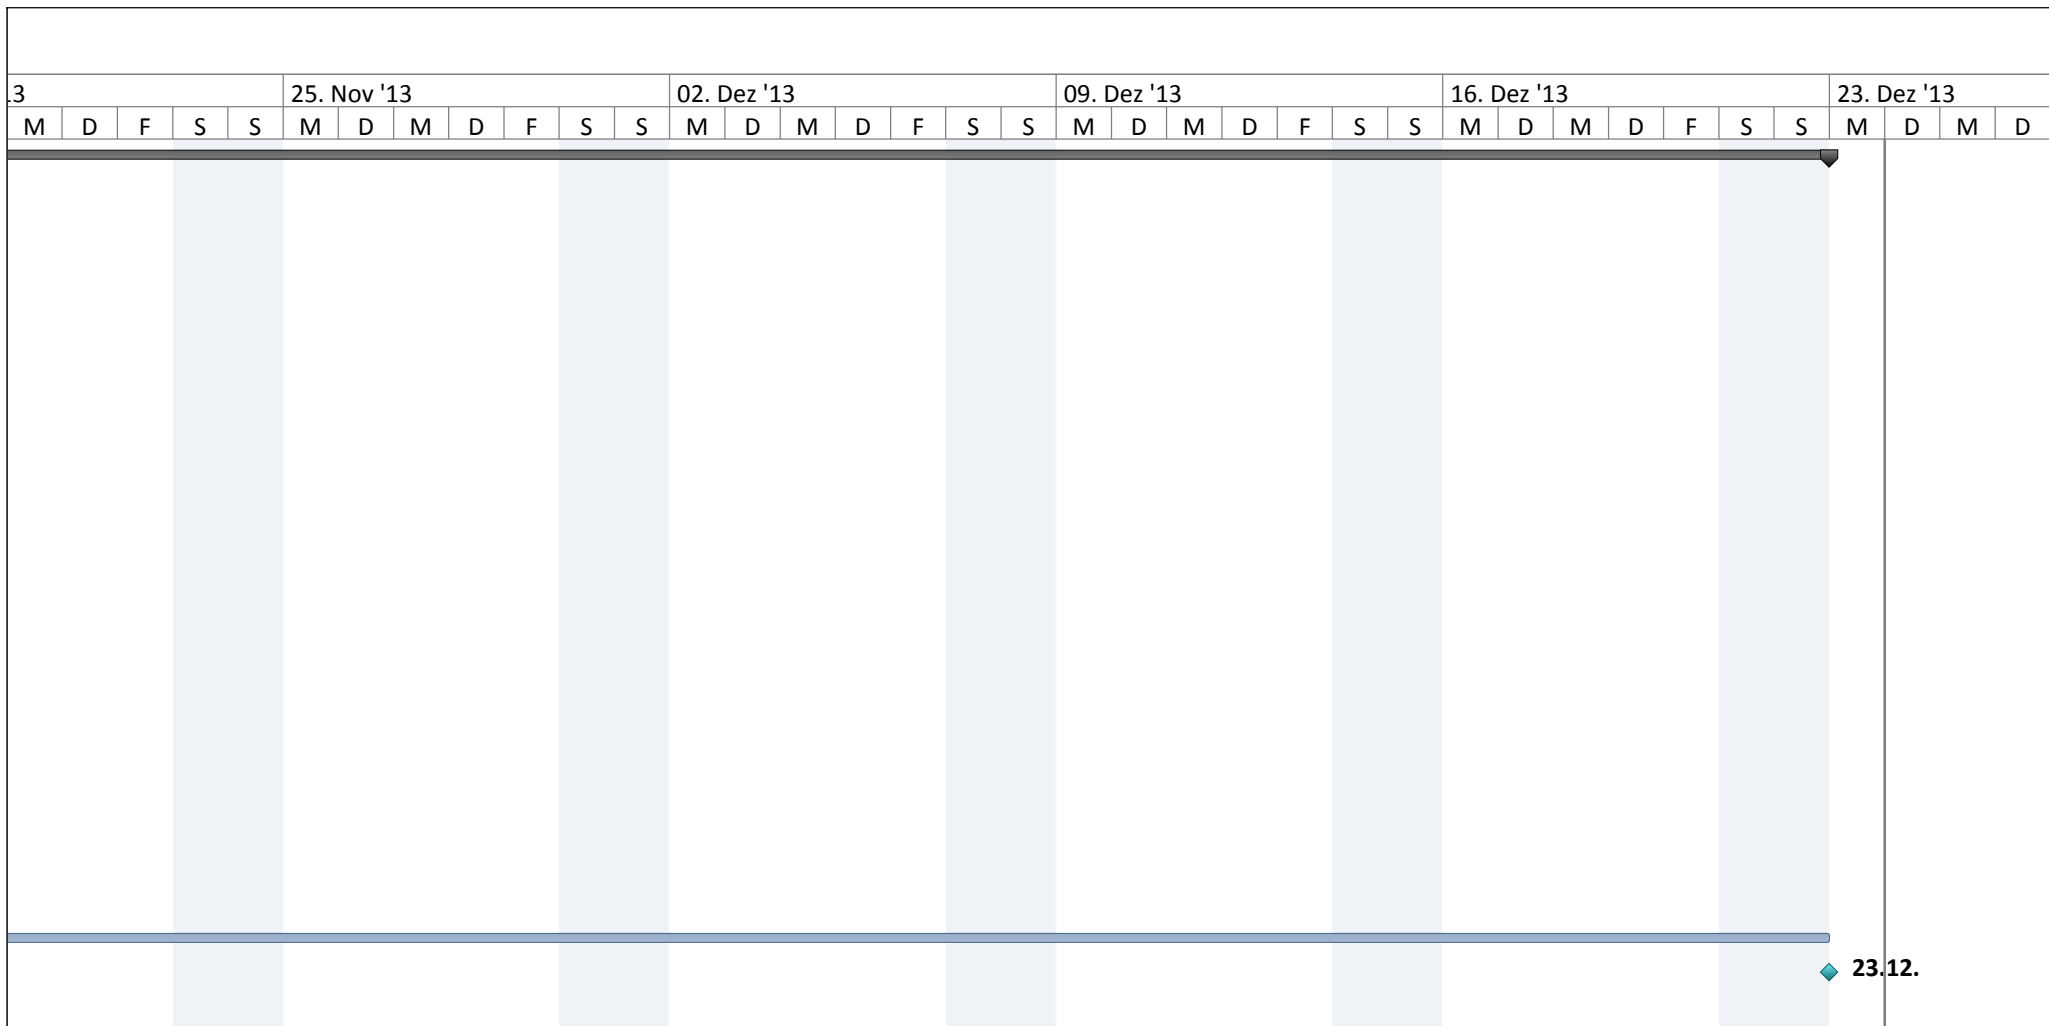 .3 25. Nov '13 02. Dez '13 09. Dez '13 16. Dez '13 23. Dez '13
M D F S S M D M D F S S M D M D F S S M D M D F S S M D M D F S S M D M D
23.12.